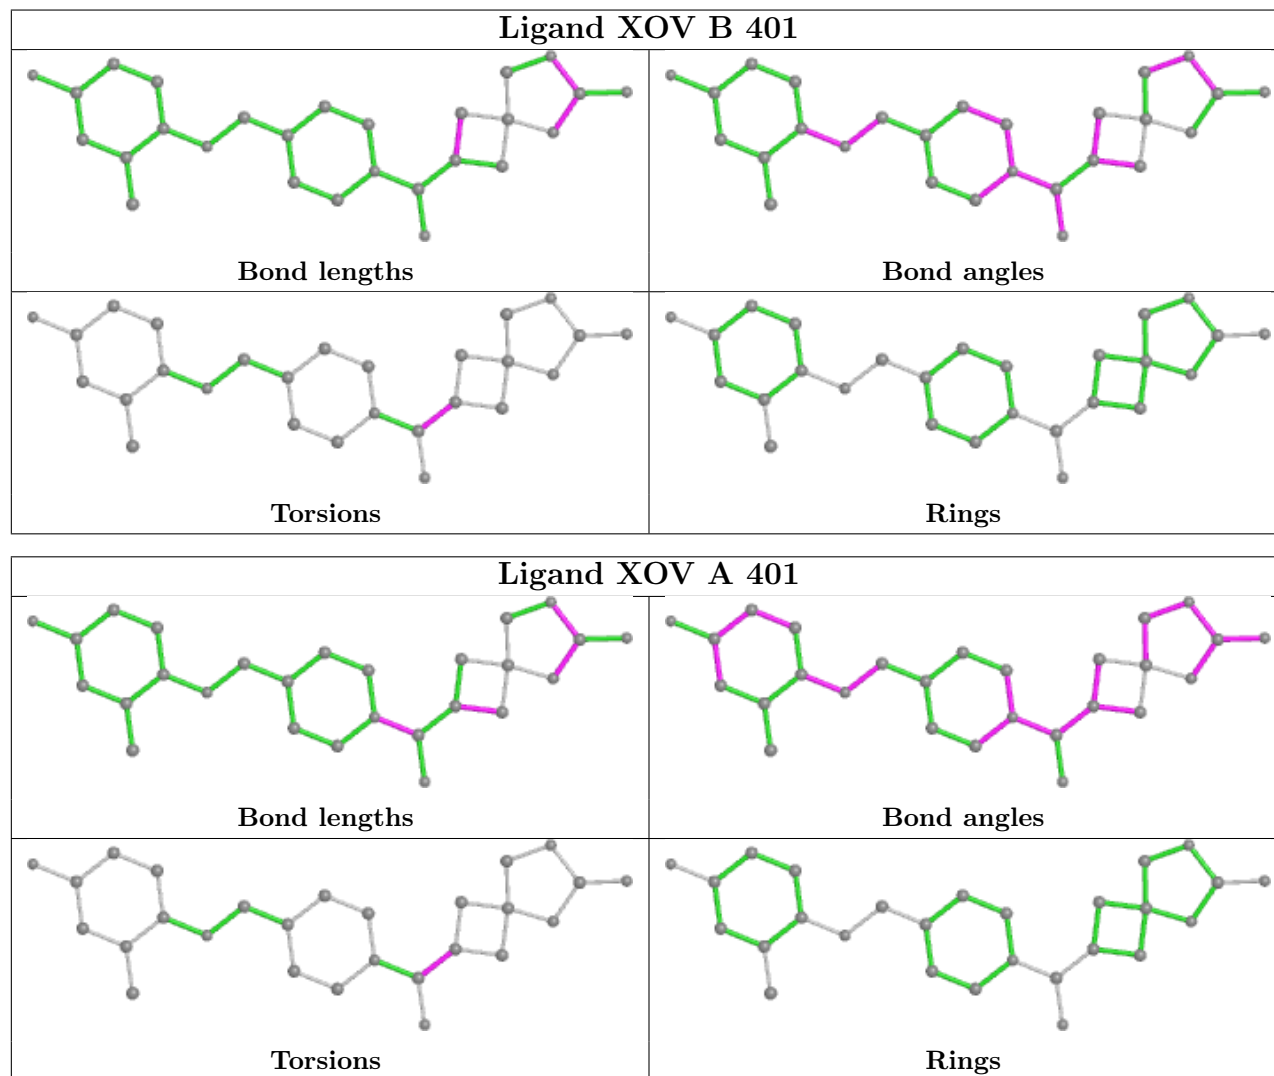 Ligand XOV B 401
Bond lengths
Bond angles
Torsions
Rings
Ligand XOV A 401
Bond lengths
Bond angles
Torsions
Rings